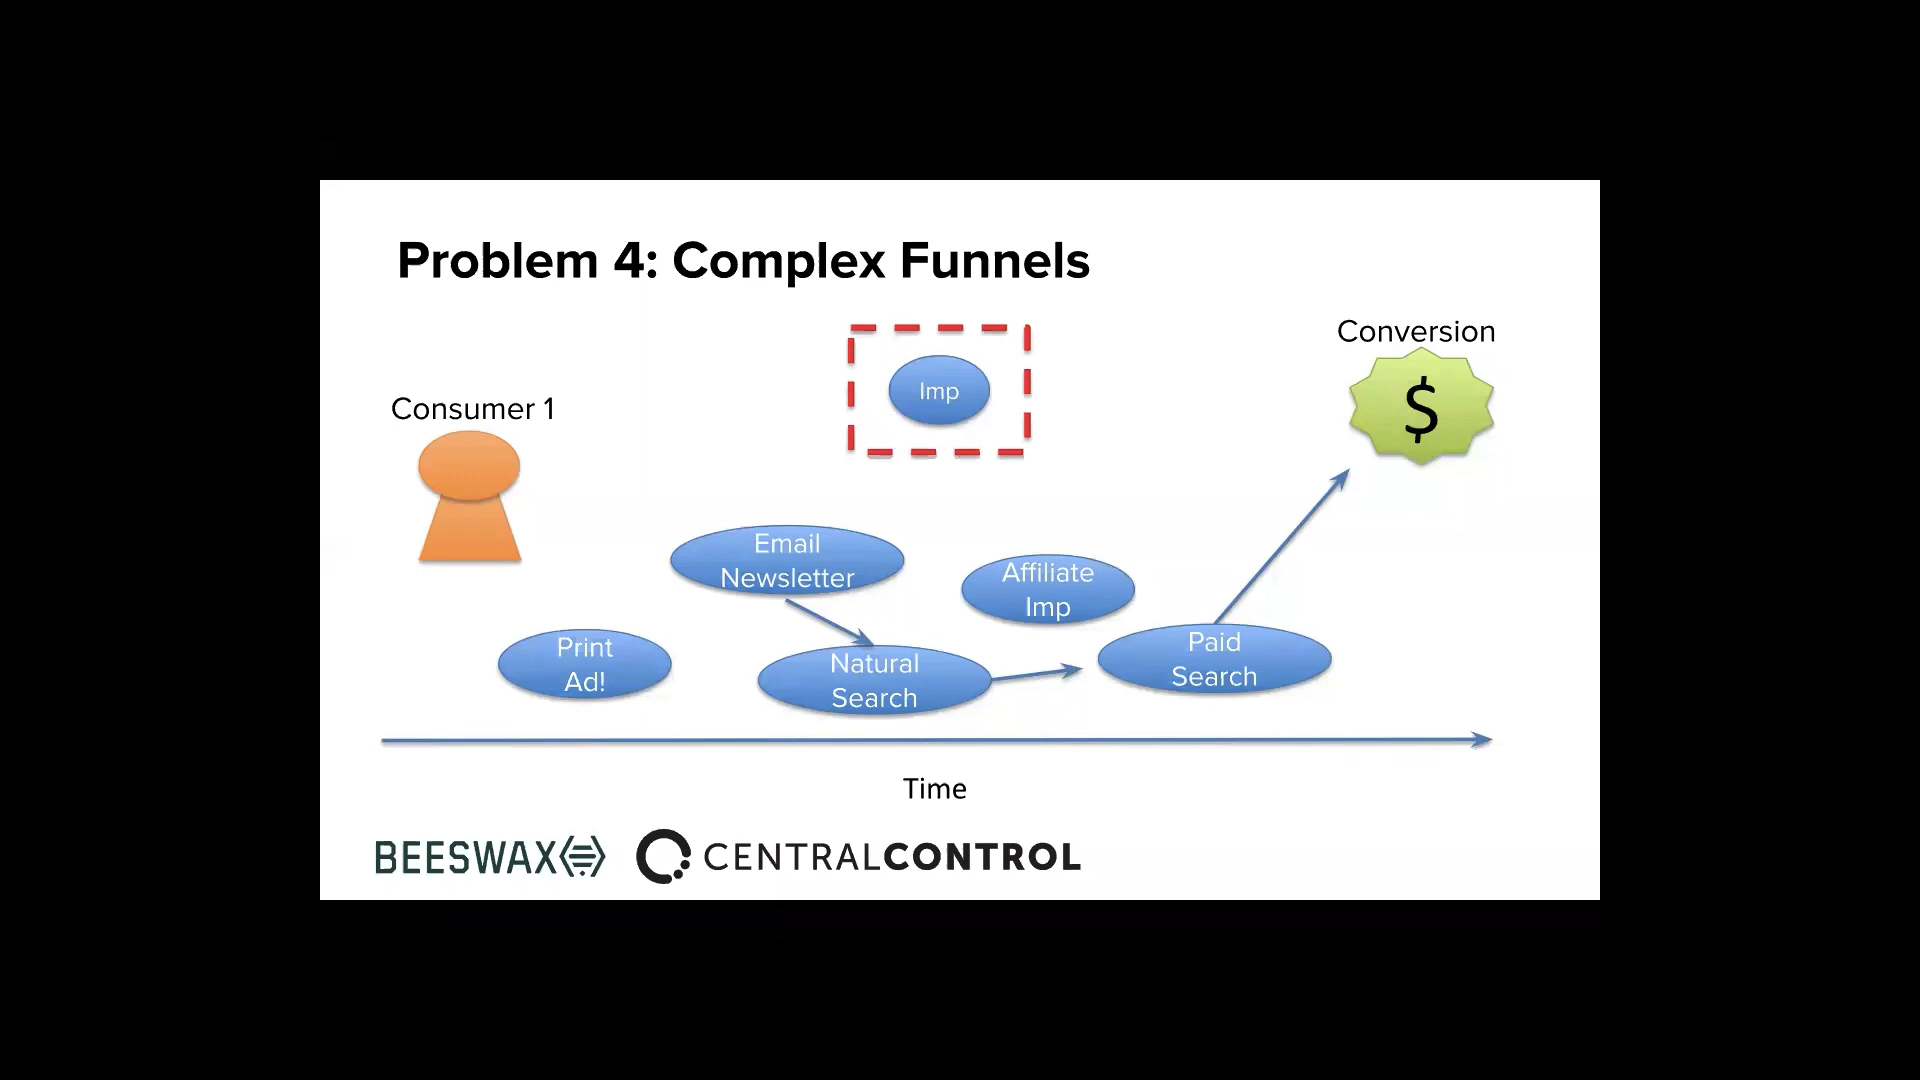 Problem 4: Complex Funnels
Conversion
$
Imp
Consumer 1
Email
Newsletter
Affiliate
Imp
Print
Ad!
Natural
Search
Paid
Search
Time
BEESWAX
CENTRALCONTROL